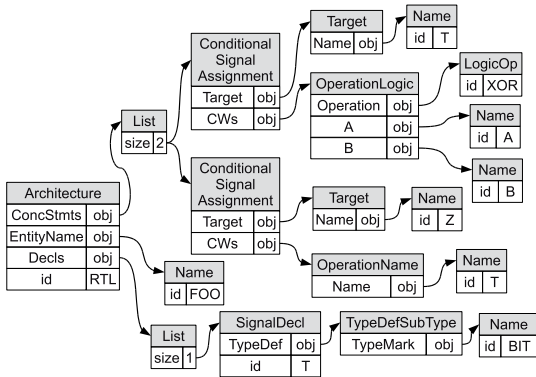 Target
Name obj
Name
id T
Conditional
Signal
Assignment
Target obj
CWs obj
OperationLogic
Operation obj
A obj
B obj
LogicOp
id XOR
Name
id A
Name
id B
List
size 2
Conditional
Signal
Assignment
Target obj
CWs obj
Target
Name obj
Name
id Z
OperationName
Name obj
Name
id T
Architecture
ConcStmts obj
EntityName obj
Decls obj
id RTL
Name
id FOO
List
size 1
SignalDecl
TypeDef obj
id T
TypeDefSubType
TypeMark obj
Name
id BIT